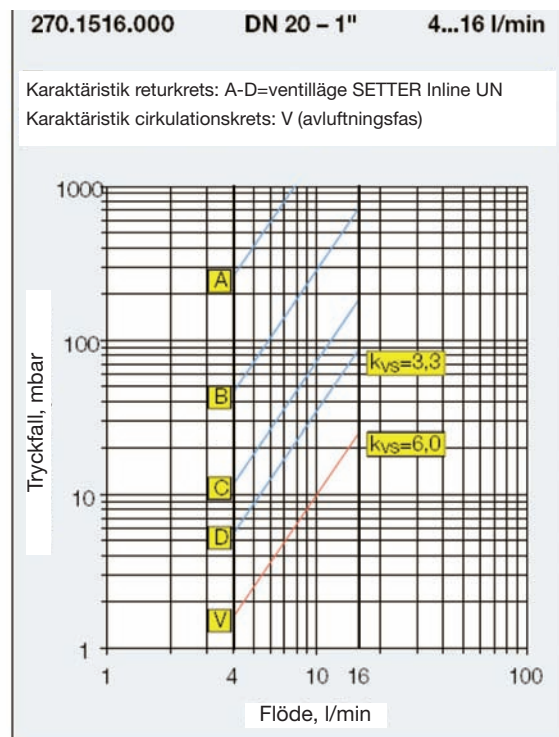 270.1516.000 DN 20 – 1" 4...16 l/min
Karaktäristik returkrets: A-D=ventilläge SETTER Inline UN
Karaktäristik cirkulationskrets: V (avluftningsfas)
1000
A
100
kvs=3,3
B
kvs=6,0
C
10
D
V
1
Tryckfall, mbar
1 4 10 16 100
Flöde, l/min